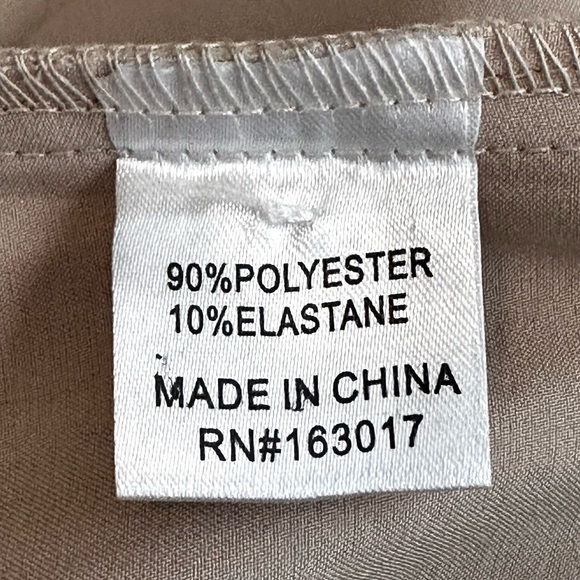 90%POLYESTER
10%ELASTANE
MADE IN CHINA
RN#163017